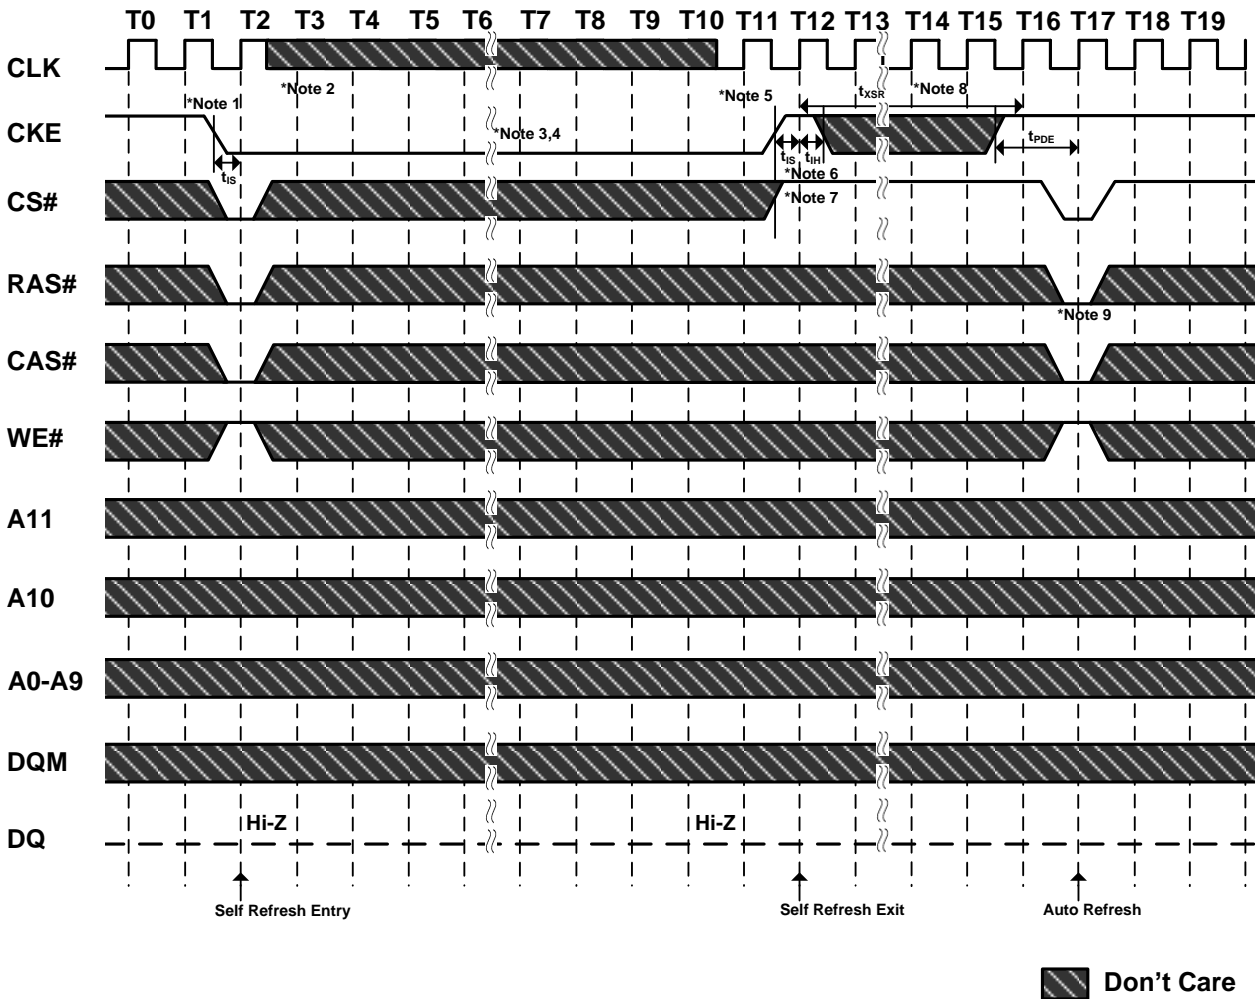 T0 T1 T2 T3 T4 T5 T6 T7 T8 T9 T10 T11 T12 T13 T14 T15 T16 T17 T18 T19
CLK
*Note 2
*Note 5
tXSR
*Note 8
*Note 1
CKE
*Note 3,4
tPDE
tIS
tIS
tIH
*Note 6
CS#
*Note 7
RAS#
*Note 9
CAS#
WE#
A11
A10
A0-A9
DQM
Hi-Z
Hi-Z
DQ
Self Refresh Entry
Self Refresh Exit
Auto Refresh
Don't Care